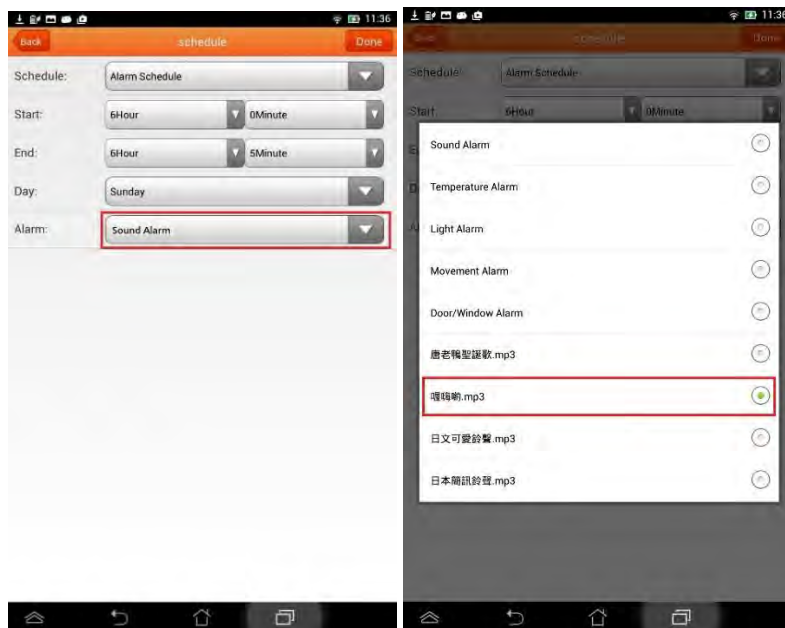 11:36
Back schedule Done
Schedule: Alarm Schedule
Start: 6Hour 0Minute
End: 6Hour 5Minute
Day: Sunday
Alarm: Sound Alarm
11:36
schedule
Schedule: Alarm Schedule
Start 6Hour 0Minute
Sound Alarm
Temperature Alarm
Light Alarm
Movement Alarm
Door/Window Alarm
唐老鴨聖誕歌.mp3
喔嗨喲.mp3
日文可愛鈴聲.mp3
日本簡訊鈴聲.mp3